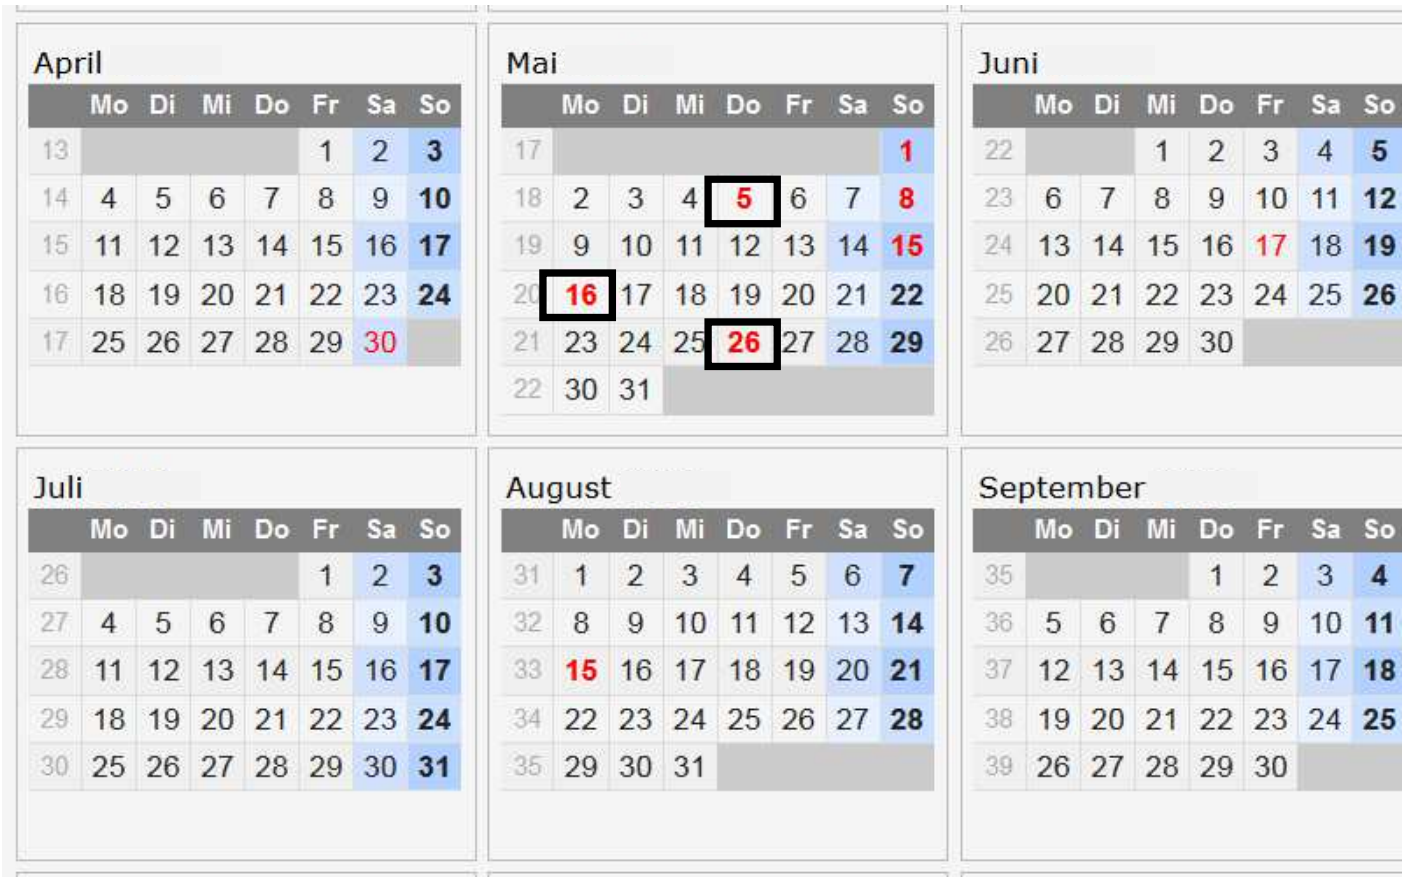 April
Mo Di Mi Do Fr Sa So
13 1 2 3
14 4 5 6 7 8 9 10
15 11 12 13 14 15 16 17
16 18 19 20 21 22 23 24
17 25 26 27 28 29 30
Mai
Mo Di Mi Do Fr Sa So
17 1
18 2 3 4 5 6 7 8
19 9 10 11 12 13 14 15
20 16 17 18 19 20 21 22
21 23 24 25 26 27 28 29
22 30 31
Juni
Mo Di Mi Do Fr Sa So
22 1 2 3 4 5
23 6 7 8 9 10 11 12
24 13 14 15 16 17 18 19
25 20 21 22 23 24 25 26
26 27 28 29 30
Juli
Mo Di Mi Do Fr Sa So
26 1 2 3
27 4 5 6 7 8 9 10
28 11 12 13 14 15 16 17
29 18 19 20 21 22 23 24
30 25 26 27 28 29 30 31
August
Mo Di Mi Do Fr Sa So
31 1 2 3 4 5 6 7
32 8 9 10 11 12 13 14
33 15 16 17 18 19 20 21
34 22 23 24 25 26 27 28
35 29 30 31
September
Mo Di Mi Do Fr Sa So
35 1 2 3 4
36 5 6 7 8 9 10 11
37 12 13 14 15 16 17 18
38 19 20 21 22 23 24 25
39 26 27 28 29 30